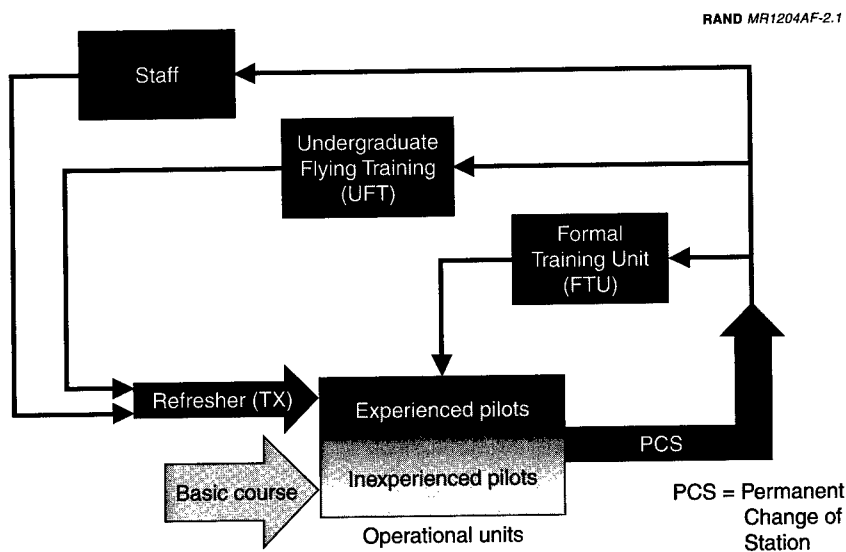 RAND MR1204AF-2.1
Staff
Undergraduate
Flying Training
(UFT)
Formal
Training Unit
(FTU)
Refresher (TX)
Experienced pilots
PCS
Basic course
Inexperienced pilots
Operational units
PCS = Permanent
Change of
Station